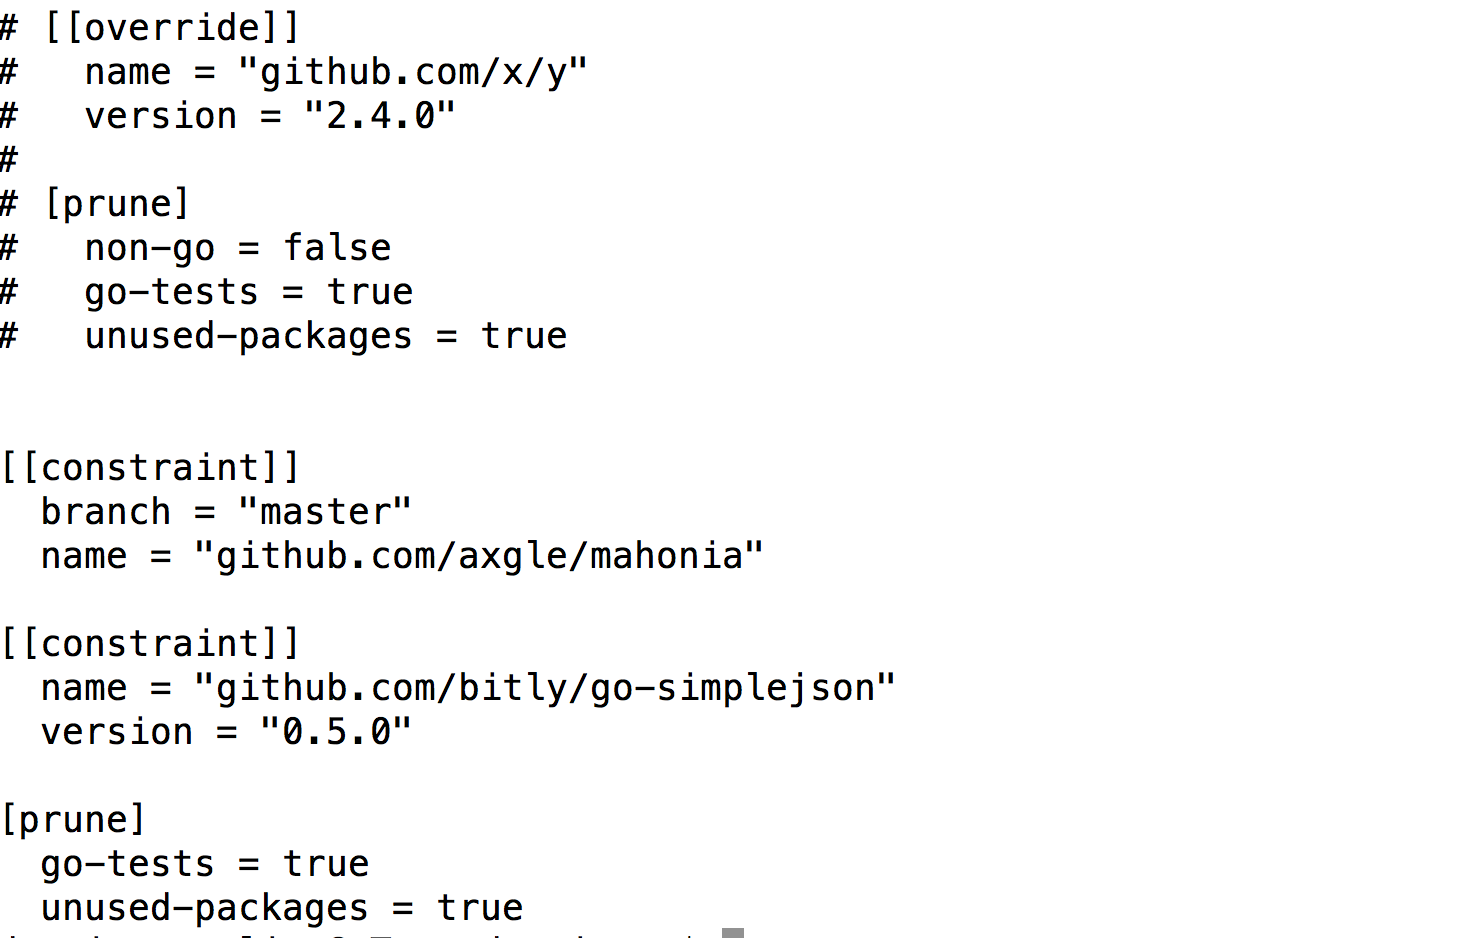 # [[override]]
#   name = "github.com/x/y"
#   version = "2.4.0"
#
# [prune]
#   non-go = false
#   go-tests = true
#   unused-packages = true
[[constraint]]
  branch = "master"
  name = "github.com/axgle/mahonia"
[[constraint]]
  name = "github.com/bitly/go-simplejson"
  version = "0.5.0"
[prune]
  go-tests = true
  unused-packages = true